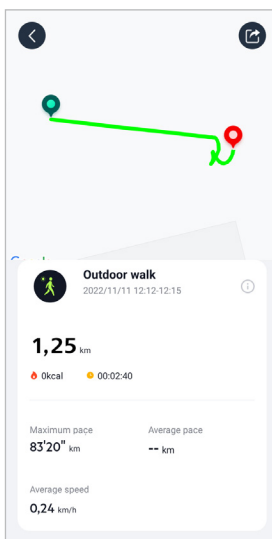 Outdoor walk
2022/11/11 12:12-12:15
1,25 km
0kcal 00:02:40
Maximum pace Average pace
83'20" km -- km
Average speed
0,24 km/h